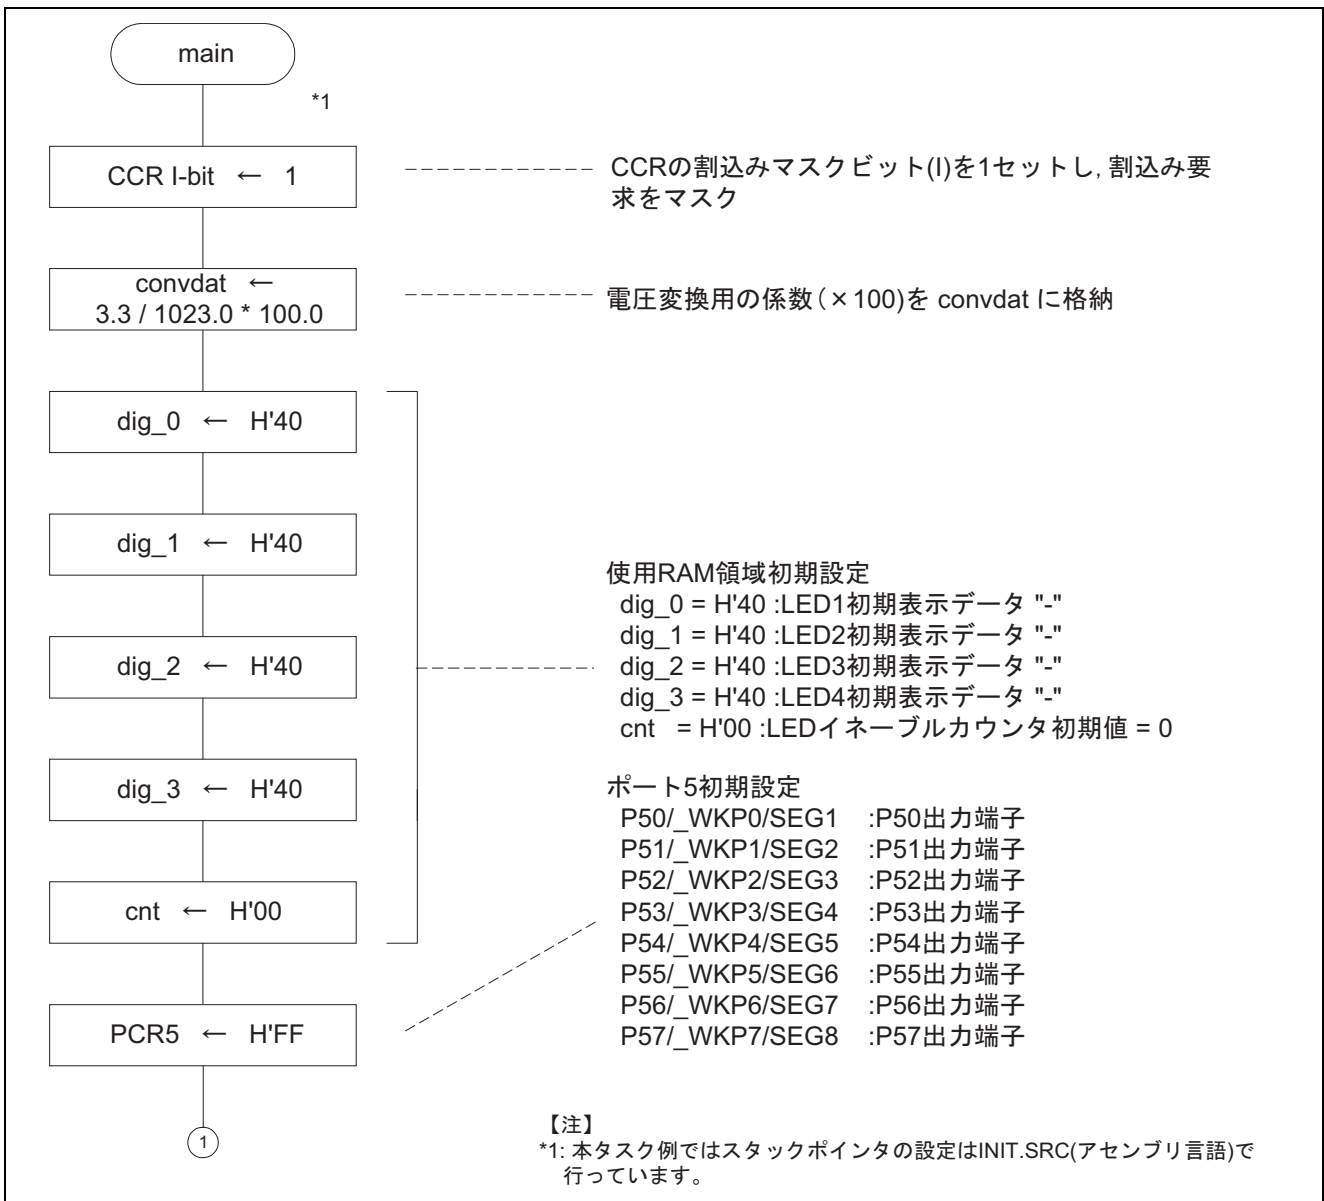 main
*1
CCR I-bit ← 1
CCRの割込みマスクビット(I)を1セットし, 割込み要
求をマスク
convdat ←
3.3 / 1023.0 * 100.0
電圧変換用の係数(×100)を convdat に格納
dig_0 ← H'40
dig_1 ← H'40
dig_2 ← H'40
dig_3 ← H'40
cnt ← H'00
使用RAM領域初期設定
dig_0 = H'40 :LED1初期表示データ "-"
dig_1 = H'40 :LED2初期表示データ "-"
dig_2 = H'40 :LED3初期表示データ "-"
dig_3 = H'40 :LED4初期表示データ "-"
cnt = H'00 :LEDイネーブルカウンタ初期値 = 0
PCR5 ← H'FF
ポート5初期設定
P50/_WKP0/SEG1 :P50出力端子
P51/_WKP1/SEG2 :P51出力端子
P52/_WKP2/SEG3 :P52出力端子
P53/_WKP3/SEG4 :P53出力端子
P54/_WKP4/SEG5 :P54出力端子
P55/_WKP5/SEG6 :P55出力端子
P56/_WKP6/SEG7 :P56出力端子
P57/_WKP7/SEG8 :P57出力端子
1
【注】
*1: 本タスク例ではスタックポインタの設定はINIT.SRC(アセンブリ言語)で
行っています。